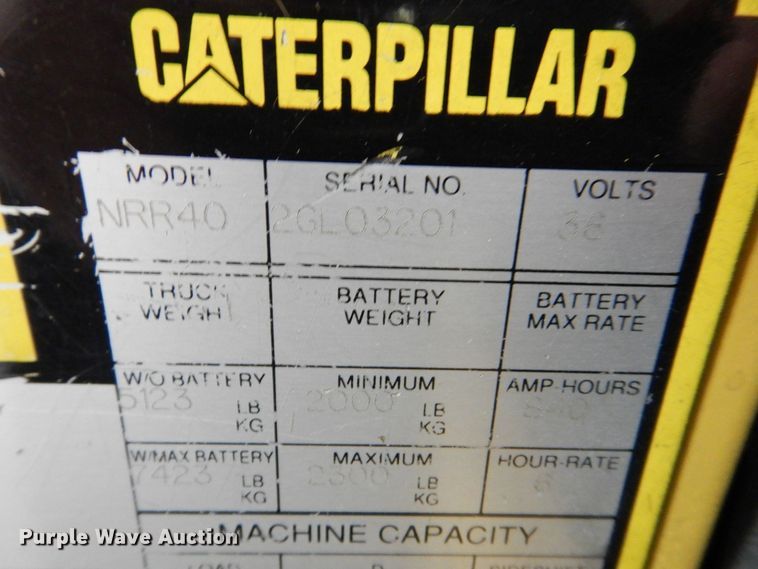 CATERPILLAR
MODEL SERIAL NO. VOLTS
NRR40 2GL03201 36
TRUCK BATTERY BATTERY
WEIGHT WEIGHT MAX RATE
W/O BATTERY MINIMUM AMP-HOURS
5123 LB 2000 LB
KG KG
W/MAX BATTERY MAXIMUM HOUR-RATE
7423 LB 2300 LB 6
KG KG
MACHINE CAPACITY
LOAD
Purple Wave Auction